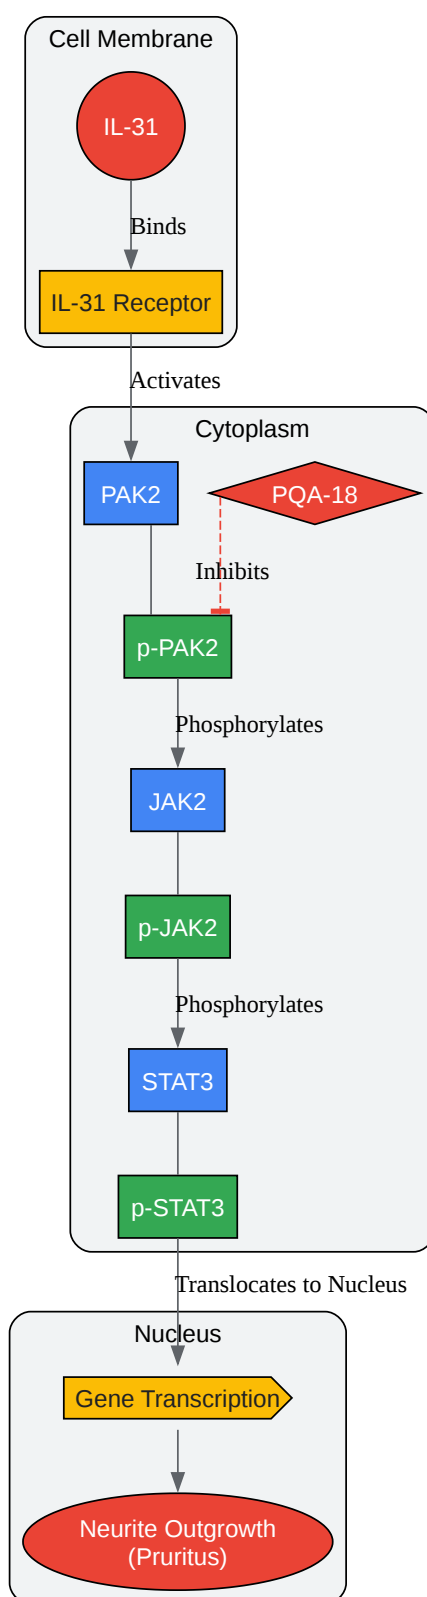 Cell Membrane
IL-31
Binds
IL-31 Receptor
Activates
Cytoplasm
PAK2
PQA-18
Inhibits
p-PAK2
Phosphorylates
JAK2
p-JAK2
Phosphorylates
STAT3
p-STAT3
Translocates to Nucleus
Nucleus
Gene Transcription
Neurite Outgrowth
(Pruritus)